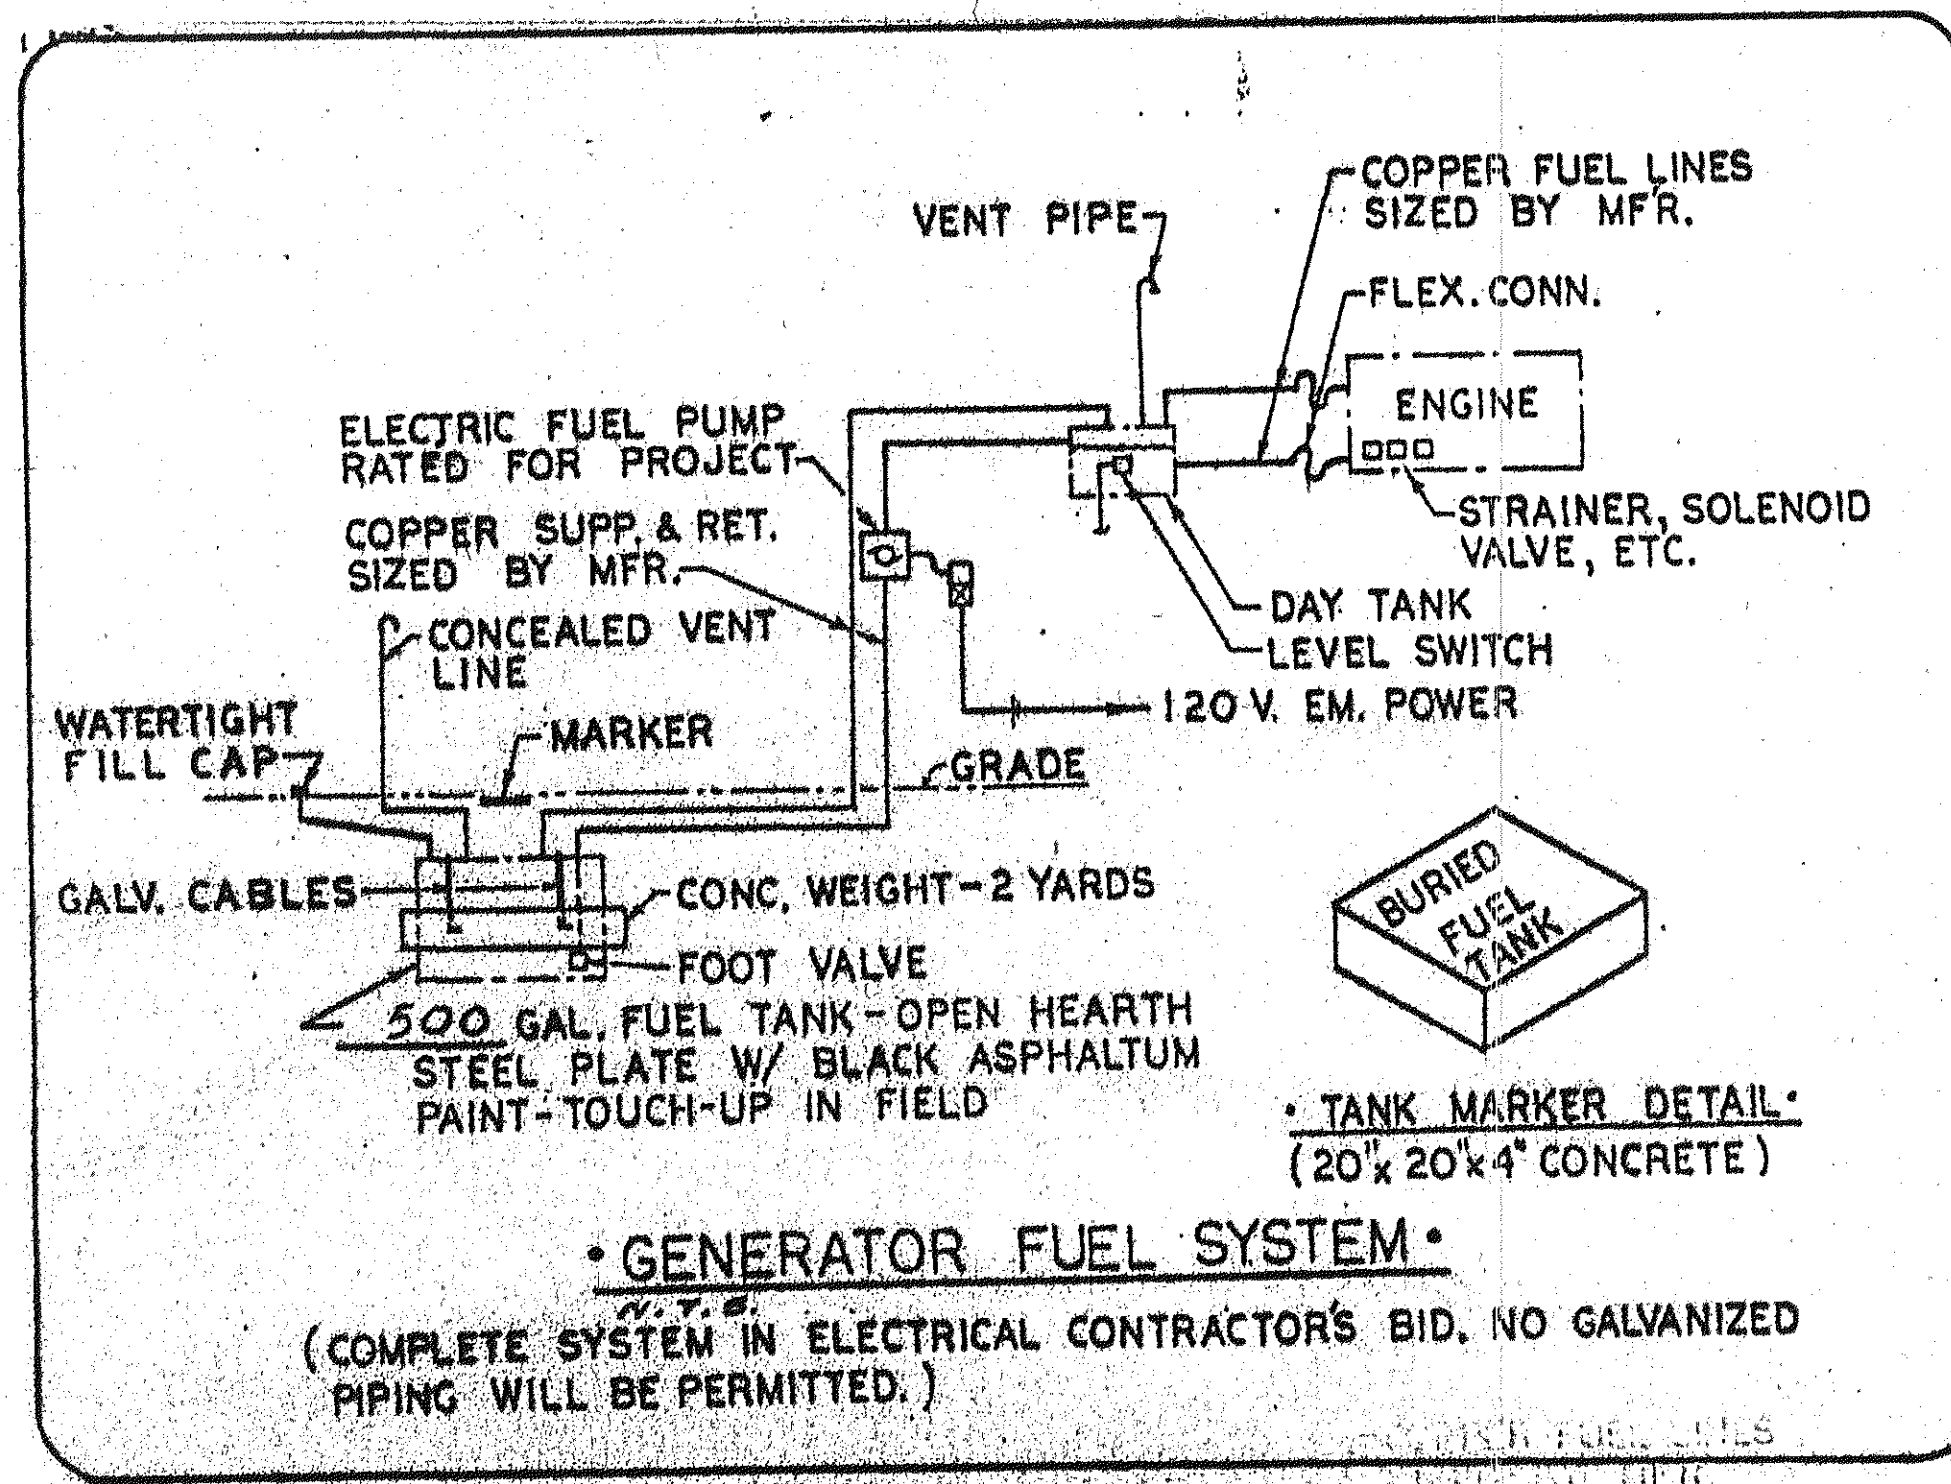 COPPER FUEL LINES
SIZED BY MF'R.
VENT PIPE
FLEX. CONN.
ENGINE
ELECTRIC FUEL PUMP
RATED FOR PROJECT
STRAINER, SOLENOID
VALVE, ETC.
COPPER SUPP. & RET.
SIZED BY MFR.
DAY TANK
LEVEL SWITCH
CONCEALED VENT
LINE
120 V. EM. POWER
WATERTIGHT
FILL CAP
MARKER
GRADE
GALV. CABLES
CONC. WEIGHT - 2 YARDS
FOOT VALVE
500 GAL. FUEL TANK - OPEN HEARTH
STEEL PLATE W/ BLACK ASPHALTUM
PAINT - TOUCH-UP IN FIELD
BURIED
FUEL
TANK
• TANK MARKER DETAIL •
(20" x 20" x 4" CONCRETE)
• GENERATOR FUEL SYSTEM •
N.T.S.
(COMPLETE SYSTEM IN ELECTRICAL CONTRACTOR'S BID. NO GALVANIZED
PIPING WILL BE PERMITTED.)